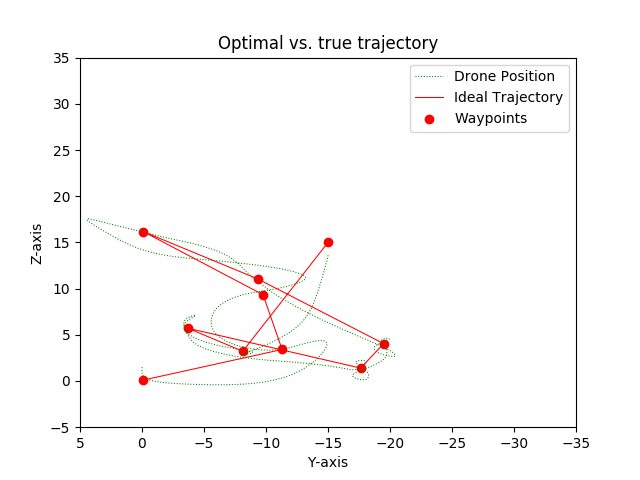 Optimal vs. true trajectory
Drone Position
Ideal Trajectory
Waypoints
35
30
25
20
15
10
5
0
−5
Z-axis
5 0 −5 −10 −15 −20 −25 −30 −35
Y-axis